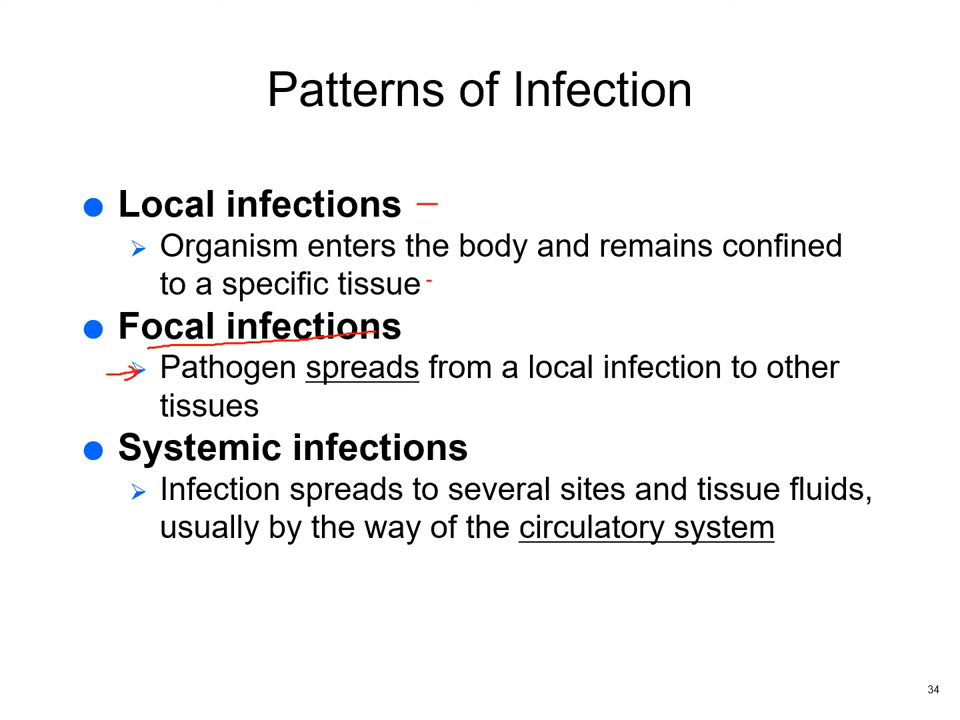 Patterns of Infection
Local infections
Organism enters the body and remains confined
to a specific tissue
Focal infections
Pathogen spreads from a local infection to other
tissues
Systemic infections
Infection spreads to several sites and tissue fluids,
usually by the way of the circulatory system
34